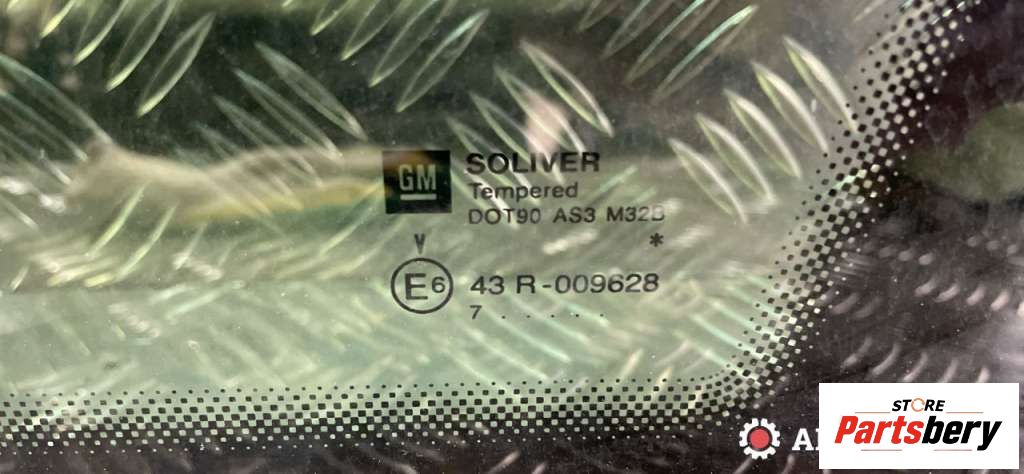 GM
SOLIVER
Tempered
DOT90 AS3 M32B
V
*
E6 43 R-009628
7 . . . . .
STORE
Partsbery